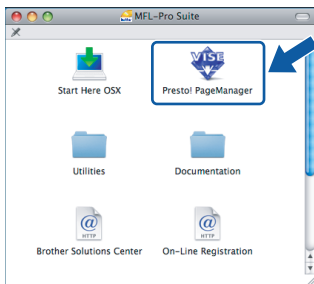 MFL-Pro Suite
VISE
Start Here OSX
Presto! PageManager
Utilities
Documentation
@
HTTP
@
HTTP
Brother Solutions Center
On-Line Registration